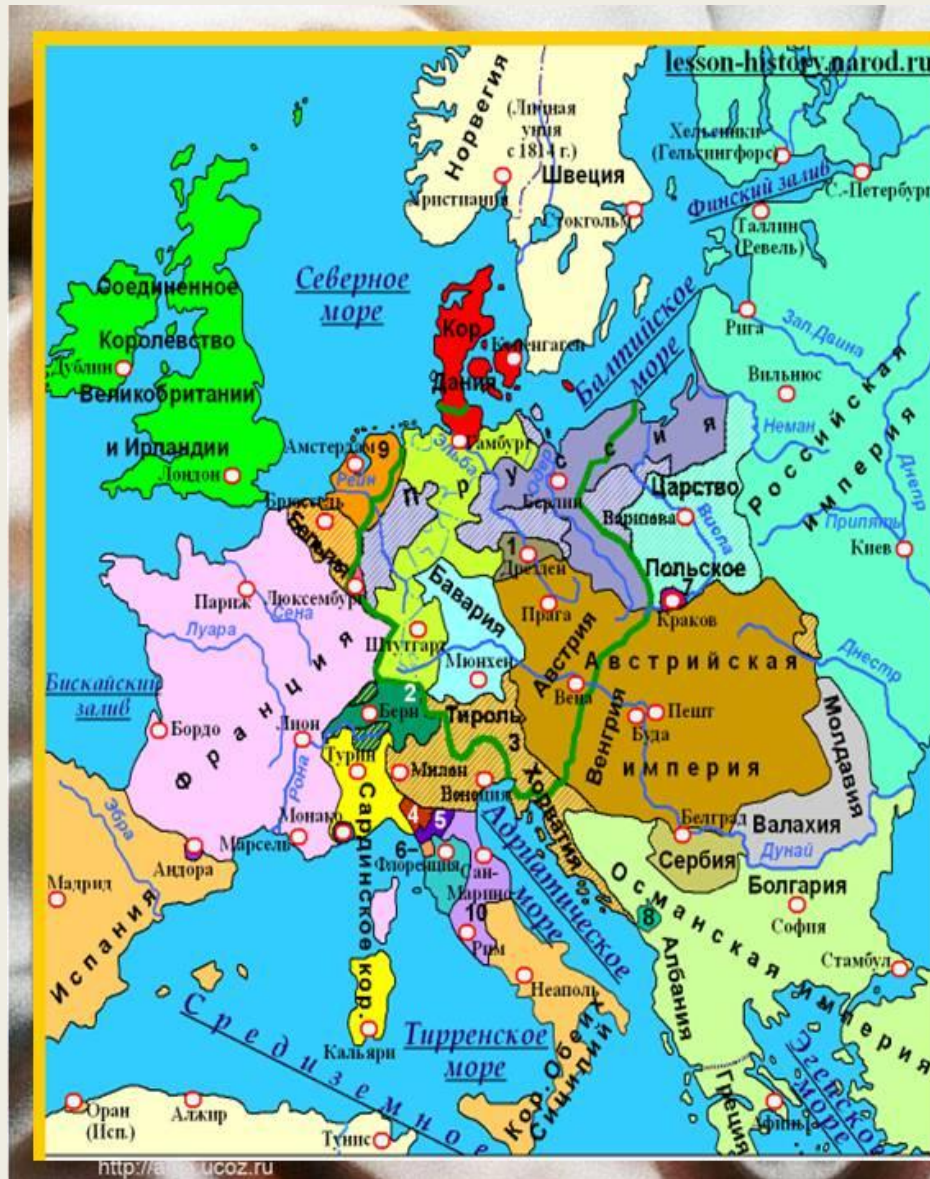 lesson-history.narod.ru
Норвегия
(Личная
уния
с 1814 г.)
Швеция
Христиания
Стокгольм
Хельсинки
(Гельсингфорс)
Финский залив
С.-Петербург
Таллин
(Ревель)
Северное
море
Соединенное
Королевство
Великобритании
и Ирландии
Дублин
Лондон
Кор.
Дания
Копенгаген
Балтийское
море
Рига
Зап.Двина
Вильнюс
Неман
Российская
империя
Днепр
Припять
Киев
Амстердам
9
Рейн
Гамбург
Эльба
Пруссия
Одер
Берлин
Царство
Польское
Варшава
Висла
Брюссель
Бельгия
Люксембург
1
Дрезден
7
Краков
Прага
Бавария
Штутгарт
Мюнхен
Париж
Сена
Луара
Франция
Австрия
Австрийская
империя
Вена
Венгрия
Пешт
Буда
Днестр
Молдавия
Бискайский
залив
Бордо
Лион
Рона
2
Берн
Тироль
3
Турин
Милан
Венеция
Хорватия
Белград
Валахия
Дунай
Сербия
Эбра
Монако
Марсель
Андора
Сардинское кор.
4
5
6-
Флоренция
Сан-
Марино
10
Рим
Адриатическое
море
Болгария
София
Османская империя
8
Албания
Стамбул
Мадрид
Испания
Неаполь
Кор. Обеих
Сицилий
Тирренское
море
Кальяри
Средиземное
Эгейское
море
Греция
Афины
Оран
(Исп.)
Алжир
Тунис